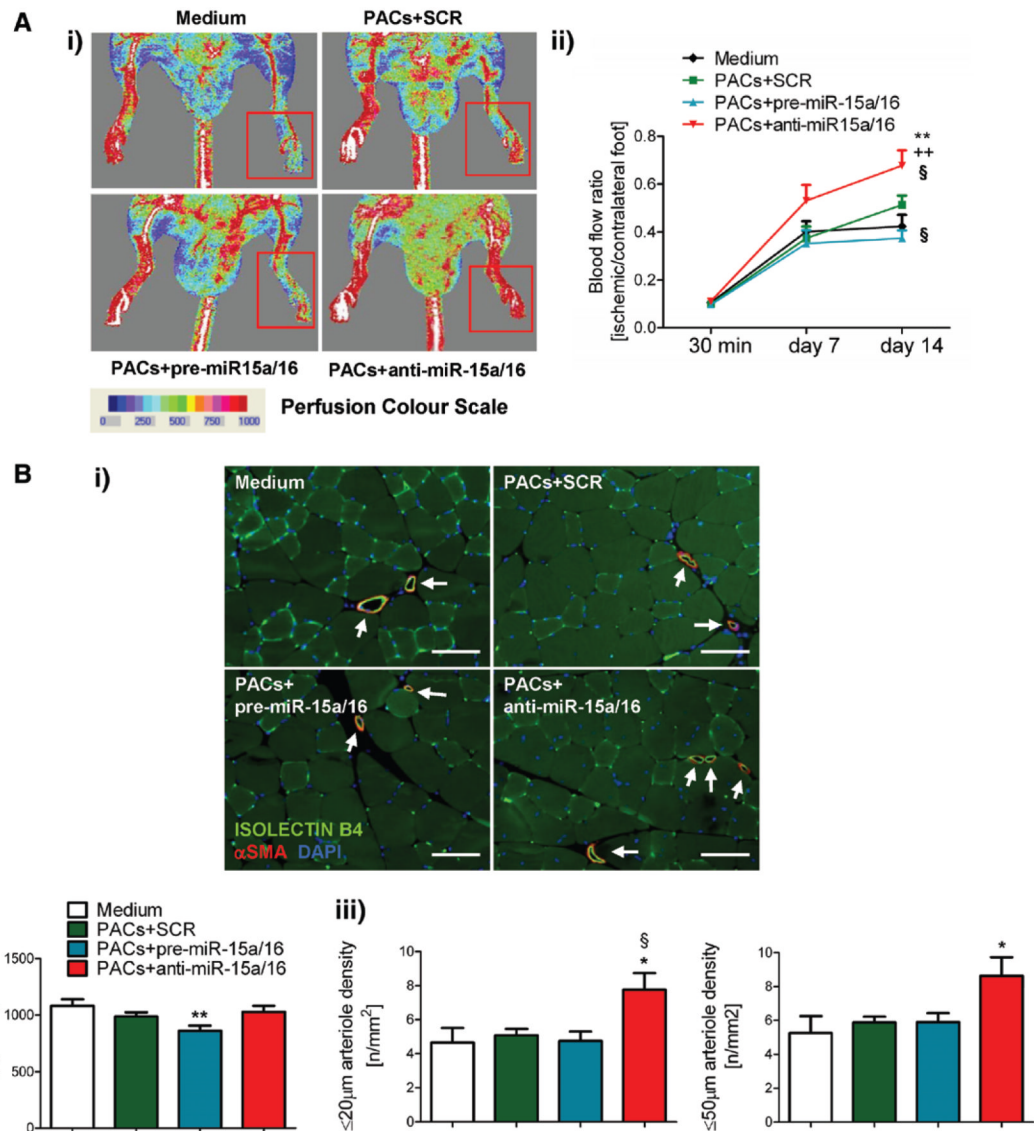 A
i)
Medium
PACs+SCR
PACs+pre-miR15a/16
PACs+anti-miR-15a/16
0 250 500 750 1000
Perfusion Colour Scale
ii)
Medium
PACs+SCR
PACs+pre-miR-15a/16
PACs+anti-miR15a/16
Blood flow ratio
[ischemic/contralateral foot]
0.8
0.6
0.4
0.2
0.0
**
++
§
§
30 min day 7 day 14
B
i)
Medium
PACs+SCR
PACs+
pre-miR-15a/16
PACs+
anti-miR-15a/16
ISOLECTIN B4
αSMA DAPI
Medium
PACs+SCR
PACs+pre-miR-15a/16
PACs+anti-miR-15a/16
1500
1000
500
0
**
iii)
≤20µm arteriole density
[n/mm²]
10
8
6
4
2
0
§
*
≤50µm arteriole density
[n/mm2]
10
8
6
4
2
0
*